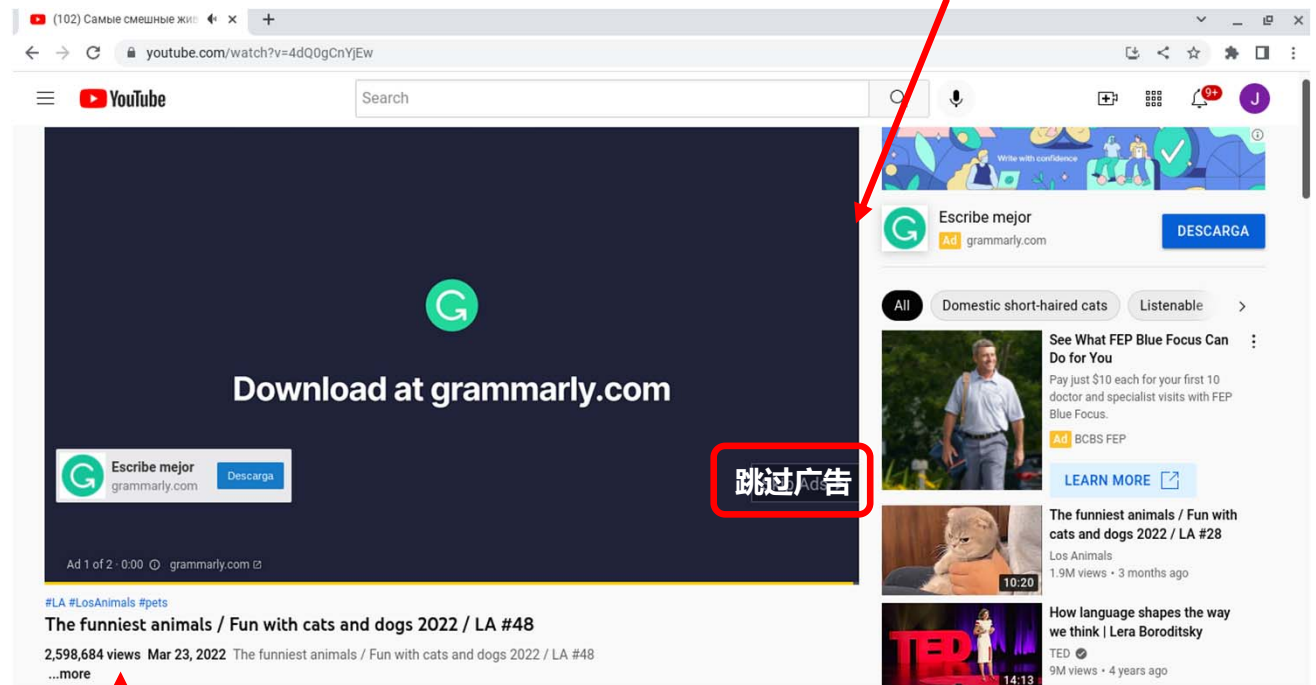 (102) Самые смешные жив
youtube.com/watch?v=4dQ0gCnYjEw
YouTube
Search
9+
J
Download at grammarly.com
Escribe mejor
grammarly.com
Descarga
跳过广告
Ads
Ad 1 of 2 · 0:00 ⓘ grammarly.com
#LA #LosAnimals #pets
The funniest animals / Fun with cats and dogs 2022 / LA #48
2,598,684 views Mar 23, 2022 The funniest animals / Fun with cats and dogs 2022 / LA #48
...more
Write with confidence
Escribe mejor
Ad grammarly.com
DESCARGA
All
Domestic short-haired cats
Listenable
See What FEP Blue Focus Can
Do for You
Pay just $10 each for your first 10
doctor and specialist visits with FEP
Blue Focus.
Ad BCBS FEP
LEARN MORE
The funniest animals / Fun with
cats and dogs 2022 / LA #28
Los Animals
1.9M views • 3 months ago
10:20
How language shapes the way
we think | Lera Boroditsky
TED
9M views • 4 years ago
TED
14:13